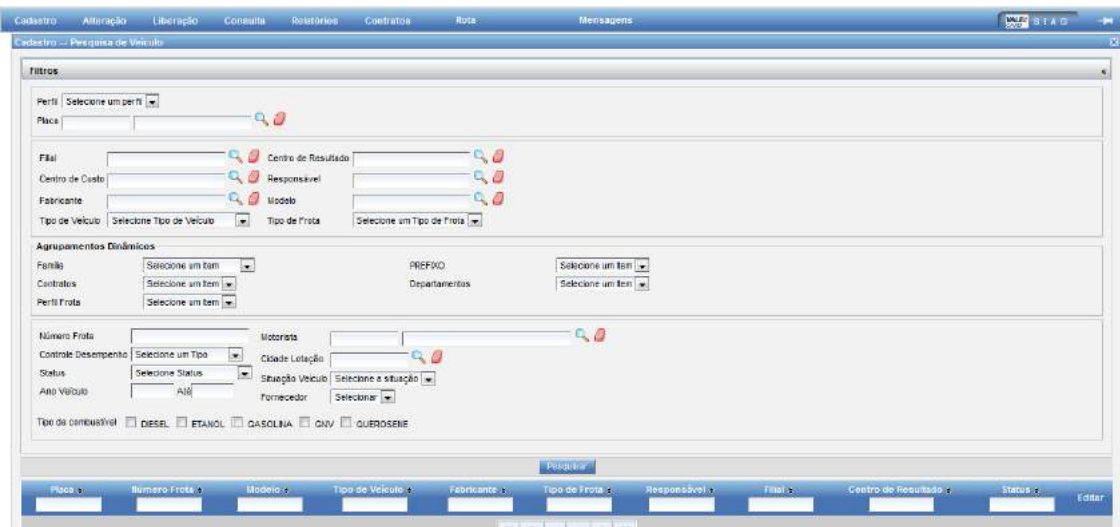 Cadastro Alteração Liberação Consulta Relatórios Contratos Rota Mensagens VALE CARD SIAG
Cadastro -- Pesquisa de Veículo
Filtros
Perfil Selecione um perfil
Placa
Filial Centro de Resultado
Centro de Custo Responsável
Fabricante Modelo
Tipo de Veículo Selecione Tipo de Veículo Tipo de Frota Selecione um Tipo de Frota
Agrupamentos Dinâmicos
Familia Selecione um item PREFIXO Selecione um item
Contratos Selecione um item Departamentos Selecione um item
Perfil Frota Selecione um item
Número Frota Motorista
Controle Desempenho Selecione um Tipo Cidade Lotação
Status Selecione Status Situação Veículo Selecione a situação
Ano Veículo Até Fornecedor Selecionar
Tipo de combustível DIESEL ETANOL GASOLINA GNV QUEROSENE
Pesquisar
Placa Número Frota Modelo Tipo de Veículo Fabricante Tipo de Frota Responsável Filial Centro de Resultado Status Editar